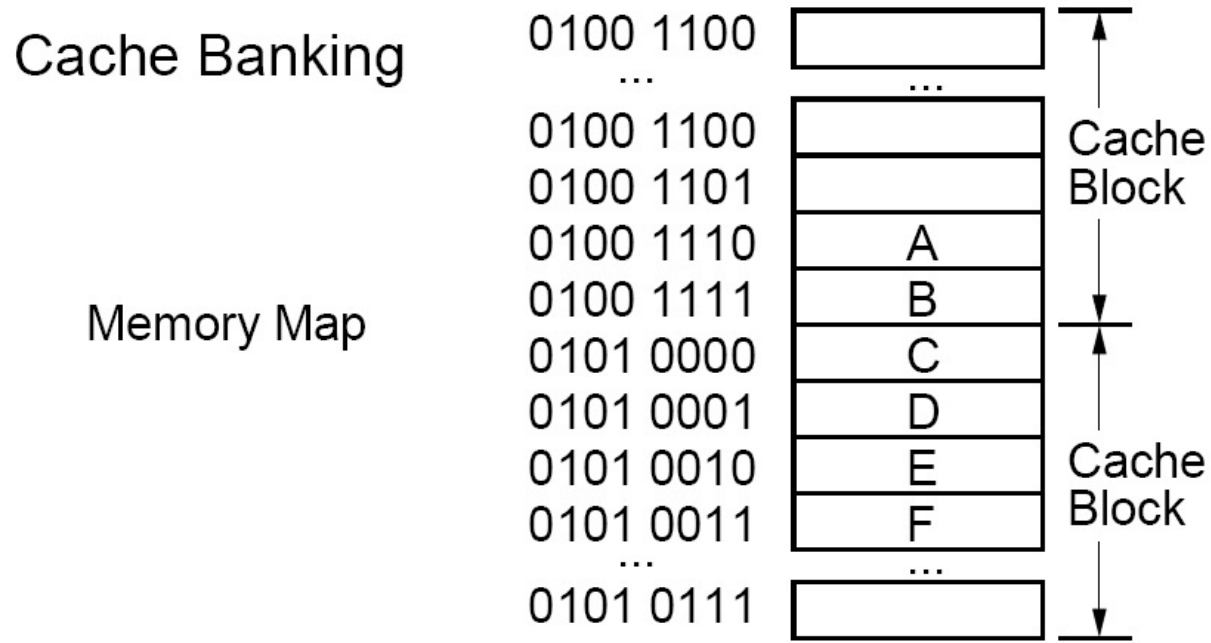 Cache Banking
0100 1100
... ...
0100 1100
0100 1101
0100 1110 A
0100 1111 B
0101 0000 C
0101 0001 D
0101 0010 E
0101 0011 F
... ...
0101 0111
Cache
Block
Memory Map
Cache
Block